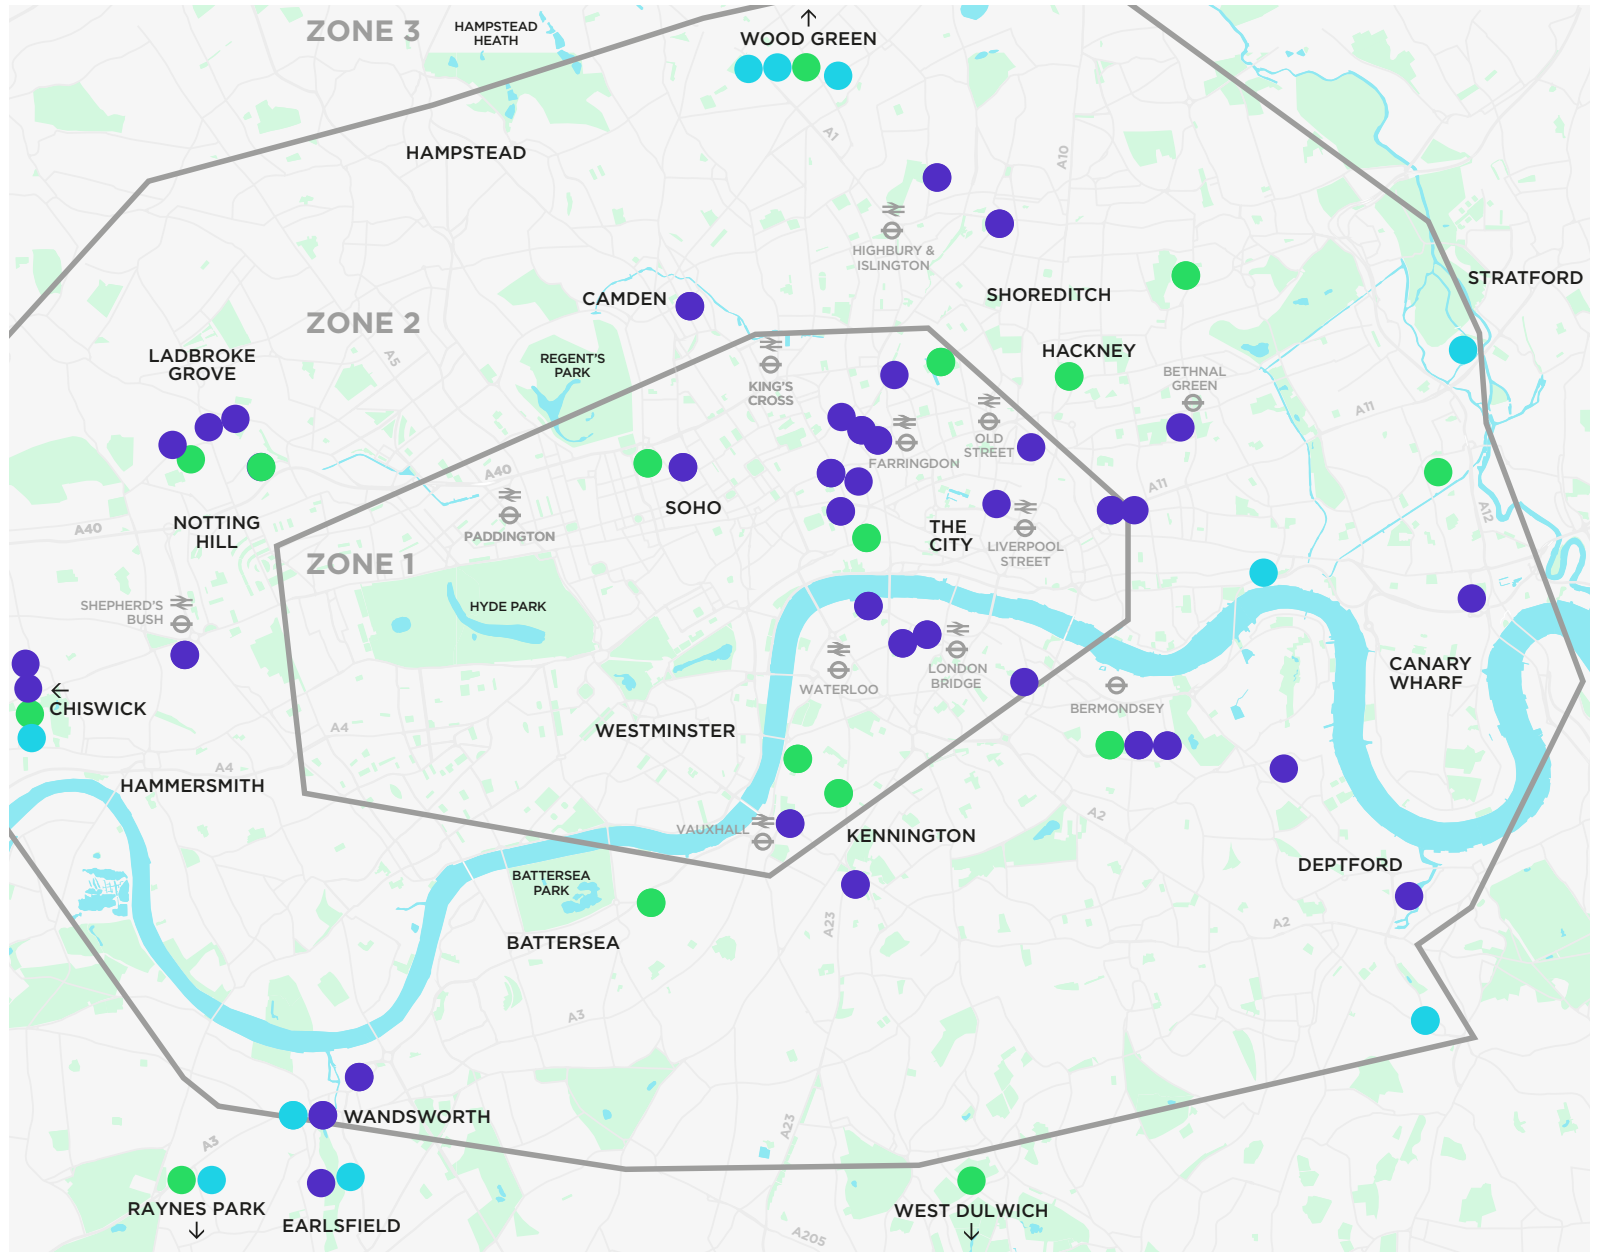 ZONE 3
HAMPSTEAD
HEATH
WOOD GREEN
A1
HAMPSTEAD
A10
HIGHBURY &
ISLINGTON
STRATFORD
SHOREDITCH
CAMDEN
ZONE 2
LADBROKE
GROVE
A5
REGENT'S
PARK
KING'S
CROSS
HACKNEY
BETHNAL
GREEN
A11
OLD
STREET
FARRINGDON
A40
A11
SOHO
A12
A40
NOTTING
HILL
PADDINGTON
THE
CITY
LIVERPOOL
STREET
ZONE 1
SHEPHERD'S
BUSH
HYDE PARK
LONDON
BRIDGE
WATERLOO
CANARY
WHARF
CHISWICK
BERMONDSEY
A4
WESTMINSTER
A4
HAMMERSMITH
A2
VAUXHALL
KENNINGTON
DEPTFORD
BATTERSEA
PARK
A23
A2
BATTERSEA
A3
WANDSWORTH
A23
A3
RAYNES PARK
EARLSFIELD
WEST DULWICH
A205